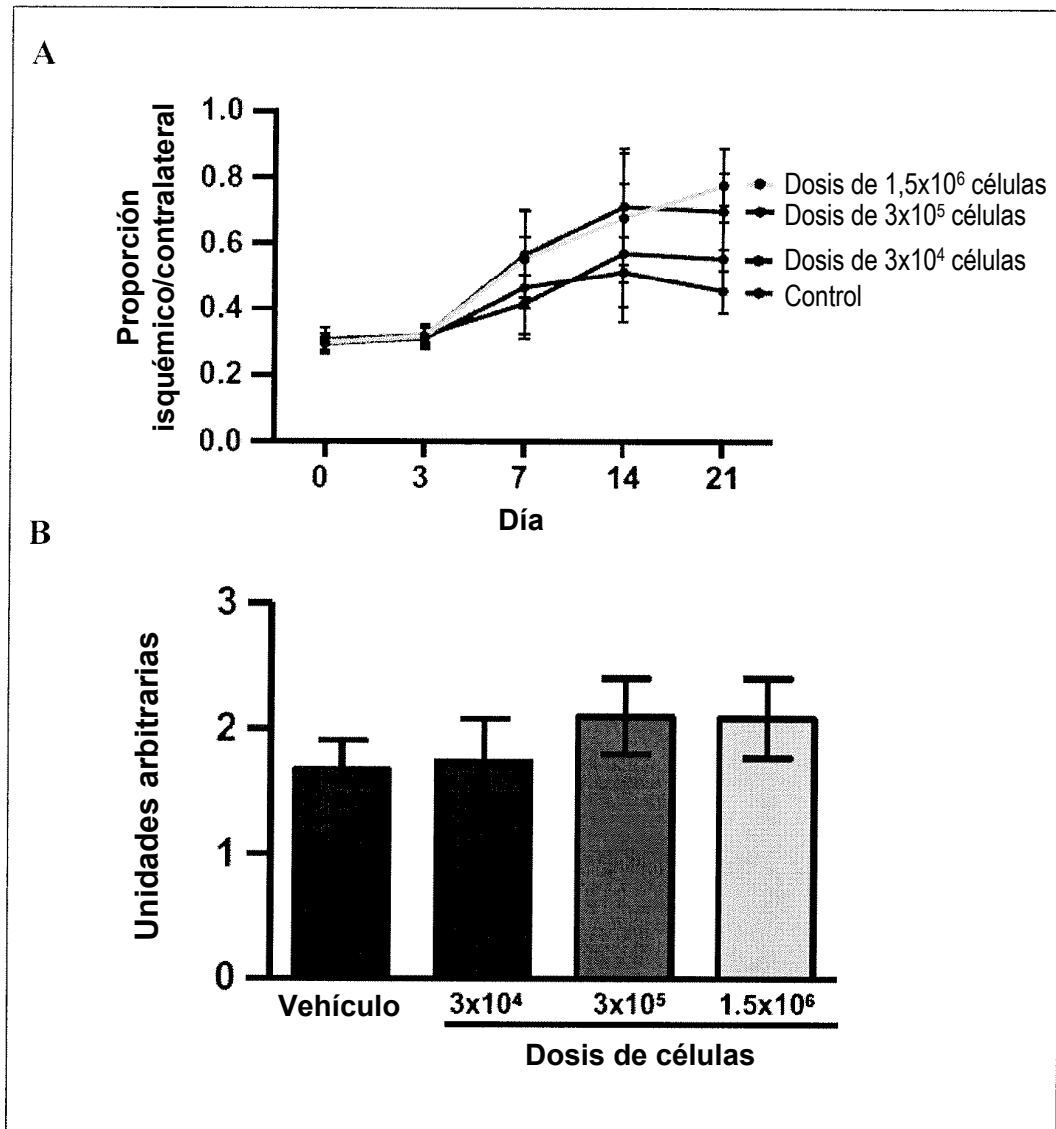 A
Proporción
isquémico/contralateral
1.0
0.8
0.6
0.4
0.2
0.0
0 3 7 14 21
Día
Dosis de 1,5x10⁶ células
Dosis de 3x10⁵ células
Dosis de 3x10⁴ células
Control
B
Unidades arbitrarias
3
2
1
0
Vehículo 3x10⁴ 3x10⁵ 1.5x10⁶
Dosis de células